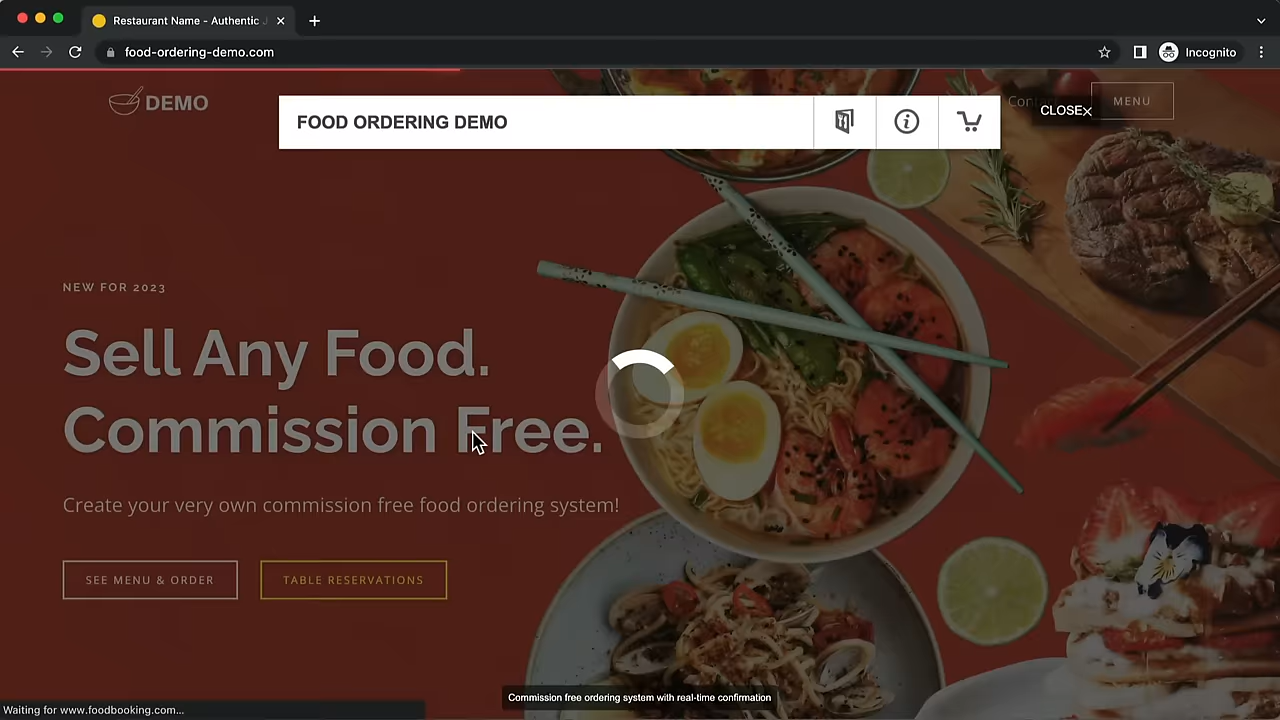 Restaurant Name - Authentic J
food-ordering-demo.com
Incognito
DEMO
FOOD ORDERING DEMO
Con
CLOSE
MENU
NEW FOR 2023
Sell Any Food.
Commission Free.
Create your very own commission free food ordering system!
SEE MENU & ORDER
TABLE RESERVATIONS
Commission free ordering system with real-time confirmation
Waiting for www.foodbooking.com...